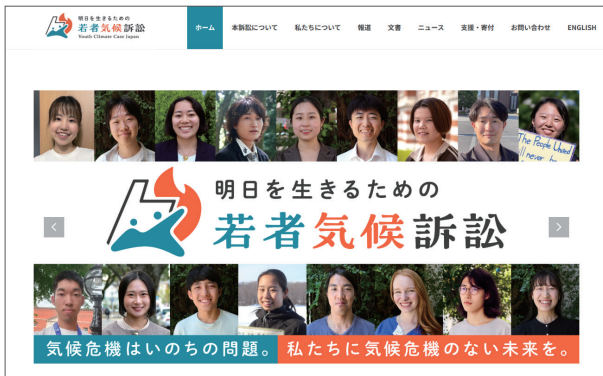 明日を生きるための
若者気候訴訟
Youth Climate Case Japan
ホーム 本訴訟について 私たちについて 報道 文書 ニュース 支援・寄付 お問い合わせ ENGLISH
The People United
ll never be
明日を生きるための
若者気候訴訟
気候危機はいのちの問題。 私たちに気候危機のない未来を。